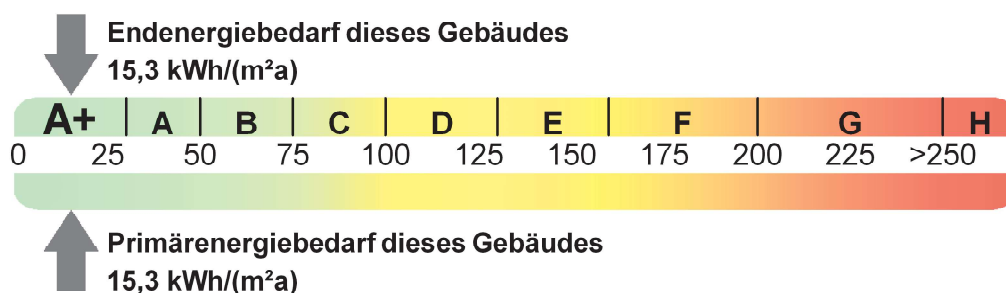 Endenergiebedarf dieses Gebäudes
15,3 kWh/(m²a)
A+ A B C D E F G H
0 25 50 75 100 125 150 175 200 225 >250
Primärenergiebedarf dieses Gebäudes
15,3 kWh/(m²a)